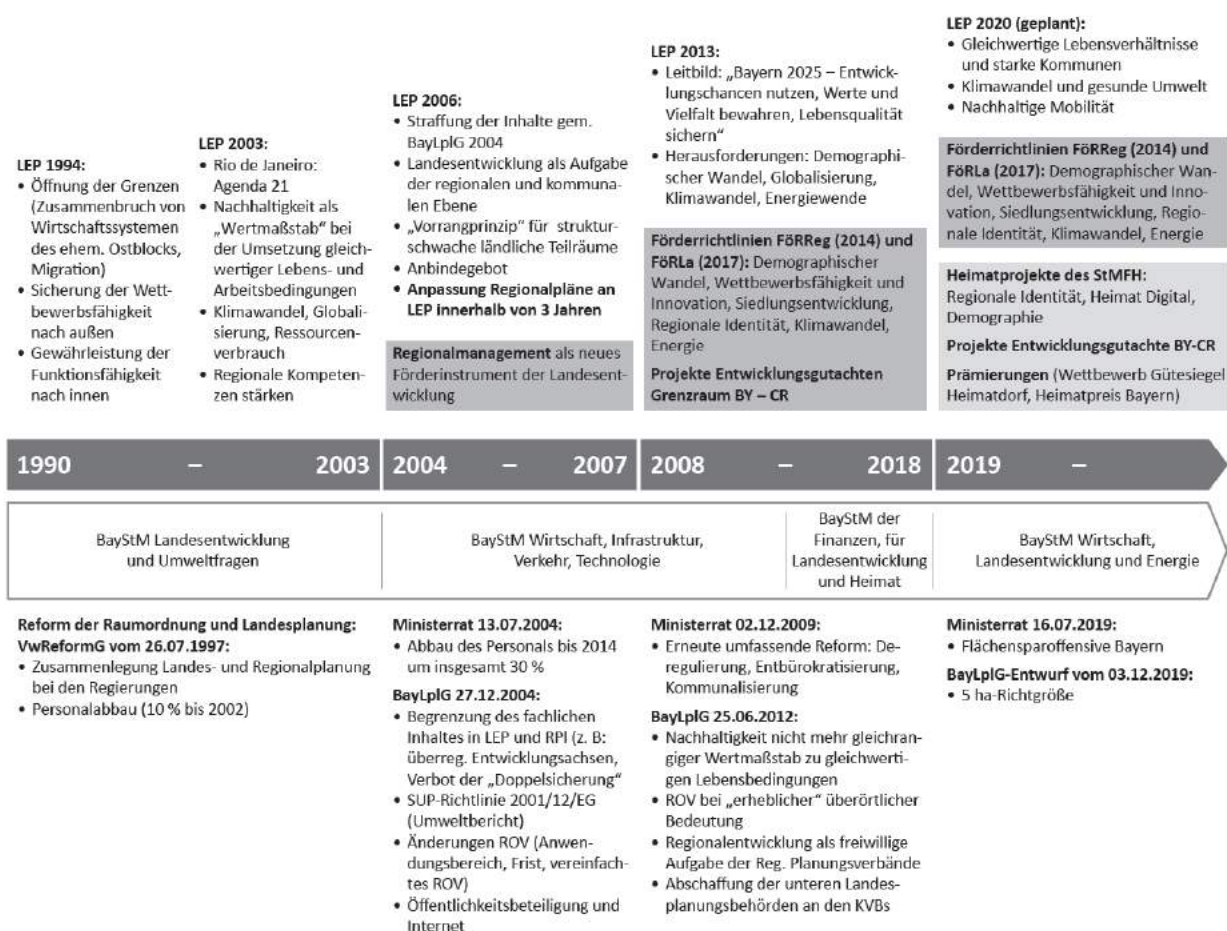 LEP 1994:
• Öffnung der Grenzen
(Zusammenbruch von
Wirtschaftssystemen
des ehem. Ostblocks,
Migration)
• Sicherung der Wett-
bewerbsfähigkeit
nach außen
• Gewährleistung der
Funktionsfähigkeit
nach innen
LEP 2003:
• Rio de Janeiro:
Agenda 21
• Nachhaltigkeit als
„Wertmaßstab“ bei
der Umsetzung gleich-
wertiger Lebens- und
Arbeitsbedingungen
• Klimawandel, Globali-
sierung, Ressourcen-
verbrauch
• Regionale Kompeten-
zen stärken
LEP 2006:
• Straffung der Inhalte gem.
BayLplG 2004
• Landesentwicklung als Aufgabe
der regionalen und kommuna-
len Ebene
• „Vorrangprinzip“ für struktur-
schwache ländliche Teilräume
• Anbindegebot
• Anpassung Regionalpläne an
LEP innerhalb von 3 Jahren
Regionalmanagement als neues
Förderinstrument der Landesent-
wicklung
LEP 2013:
• Leitbild: „Bayern 2025 – Entwick-
lungschancen nutzen, Werte und
Vielfalt bewahren, Lebensqualität
sichern“
• Herausforderungen: Demographi-
scher Wandel, Globalisierung,
Klimawandel, Energiewende
Förderrichtlinien FöRReg (2014) und
FöRLa (2017): Demographischer
Wandel, Wettbewerbsfähigkeit und
Innovation, Siedlungsentwicklung,
Regionale Identität, Klimawandel,
Energie
Projekte Entwicklungsgutachten
Grenzraum BY – CR
LEP 2020 (geplant):
• Gleichwertige Lebensverhältnisse
und starke Kommunen
• Klimawandel und gesunde Umwelt
• Nachhaltige Mobilität
Förderrichtlinien FöRReg (2014) und
FöRLa (2017): Demographischer Wan-
del, Wettbewerbsfähigkeit und Inno-
vation, Siedlungsentwicklung, Regio-
nale Identität, Klimawandel, Energie
Heimatprojekte des StMFH:
Regionale Identität, Heimat Digital,
Demographie
Projekte Entwicklungsgutachte BY-CR
Prämierungen (Wettbewerb Gütesiegel
Heimatdorf, Heimatpreis Bayern)
1990 – 2003
2004 – 2007
2008 – 2018
2019 –
BayStM Landesentwicklung
und Umweltfragen
BayStM Wirtschaft, Infrastruktur,
Verkehr, Technologie
BayStM der
Finanzen, für
Landesentwicklung
und Heimat
BayStM Wirtschaft,
Landesentwicklung und Energie
Reform der Raumordnung und Landesplanung:
VwReformG vom 26.07.1997:
• Zusammenlegung Landes- und Regionalplanung
bei den Regierungen
• Personalabbau (10 % bis 2002)
Ministerrat 13.07.2004:
• Abbau des Personals bis 2014
um insgesamt 30 %
BayLplG 27.12.2004:
• Begrenzung des fachlichen
Inhaltes in LEP und RPl (z. B:
überreg. Entwicklungsachsen,
Verbot der „Doppelsicherung“
• SUP-Richtlinie 2001/12/EG
(Umweltbericht)
• Änderungen ROV (Anwen-
dungsbereich, Frist, vereinfach-
tes ROV)
• Öffentlichkeitsbeteiligung und
Internet
Ministerrat 02.12.2009:
• Erneute umfassende Reform: De-
regulierung, Entbürokratisierung,
Kommunalisierung
BayLplG 25.06.2012:
• Nachhaltigkeit nicht mehr gleichran-
giger Wertmaßstab zu gleichwerti-
gen Lebensbedingungen
• ROV bei „erheblicher“ überörtlicher
Bedeutung
• Regionalentwicklung als freiwillige
Aufgabe der Reg. Planungsverbände
• Abschaffung der unteren Landes-
planungsbehörden an den KVBs
Ministerrat 16.07.2019:
• Flächensparoffensive Bayern
BayLplG-Entwurf vom 03.12.2019:
• 5 ha-Richtgröße